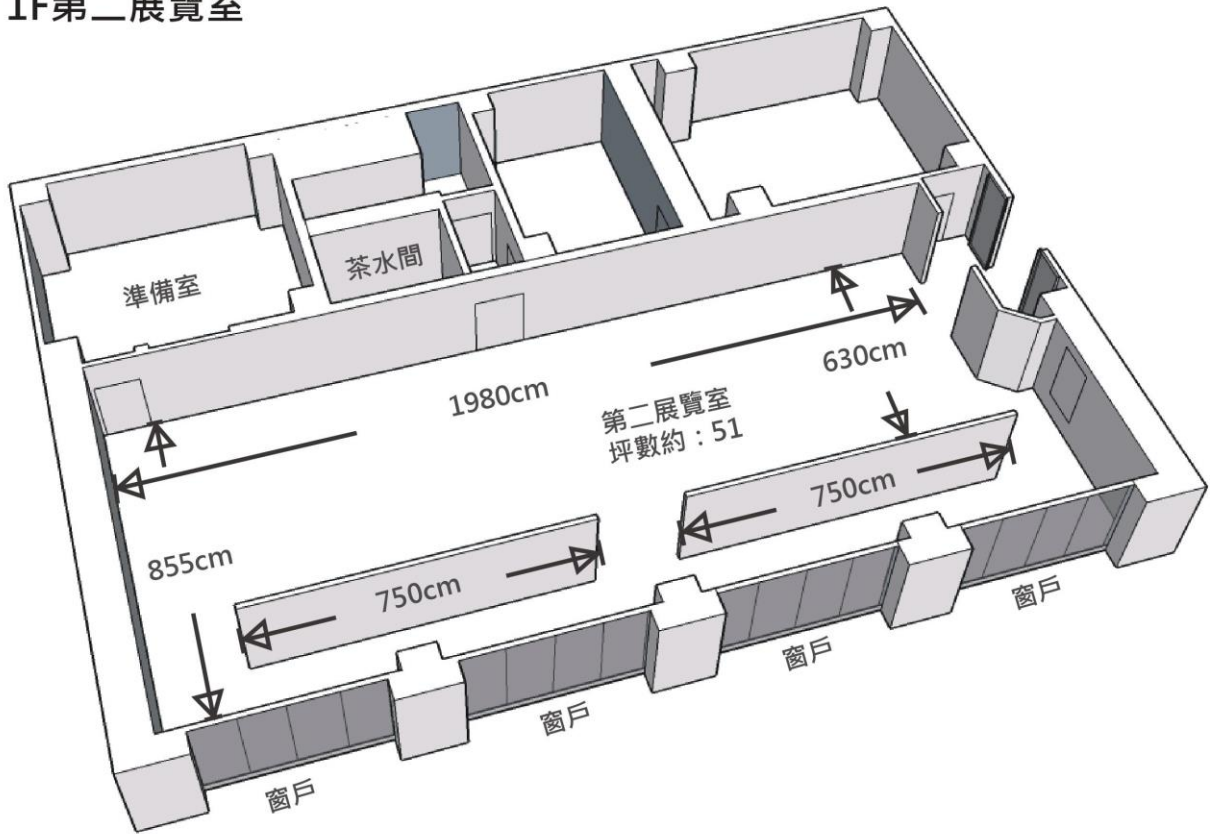 1F第二展覽室
準備室
茶水間
1980cm
630cm
第二展覽室
坪數約：51
750cm
855cm
750cm
窗戶
窗戶
窗戶
窗戶